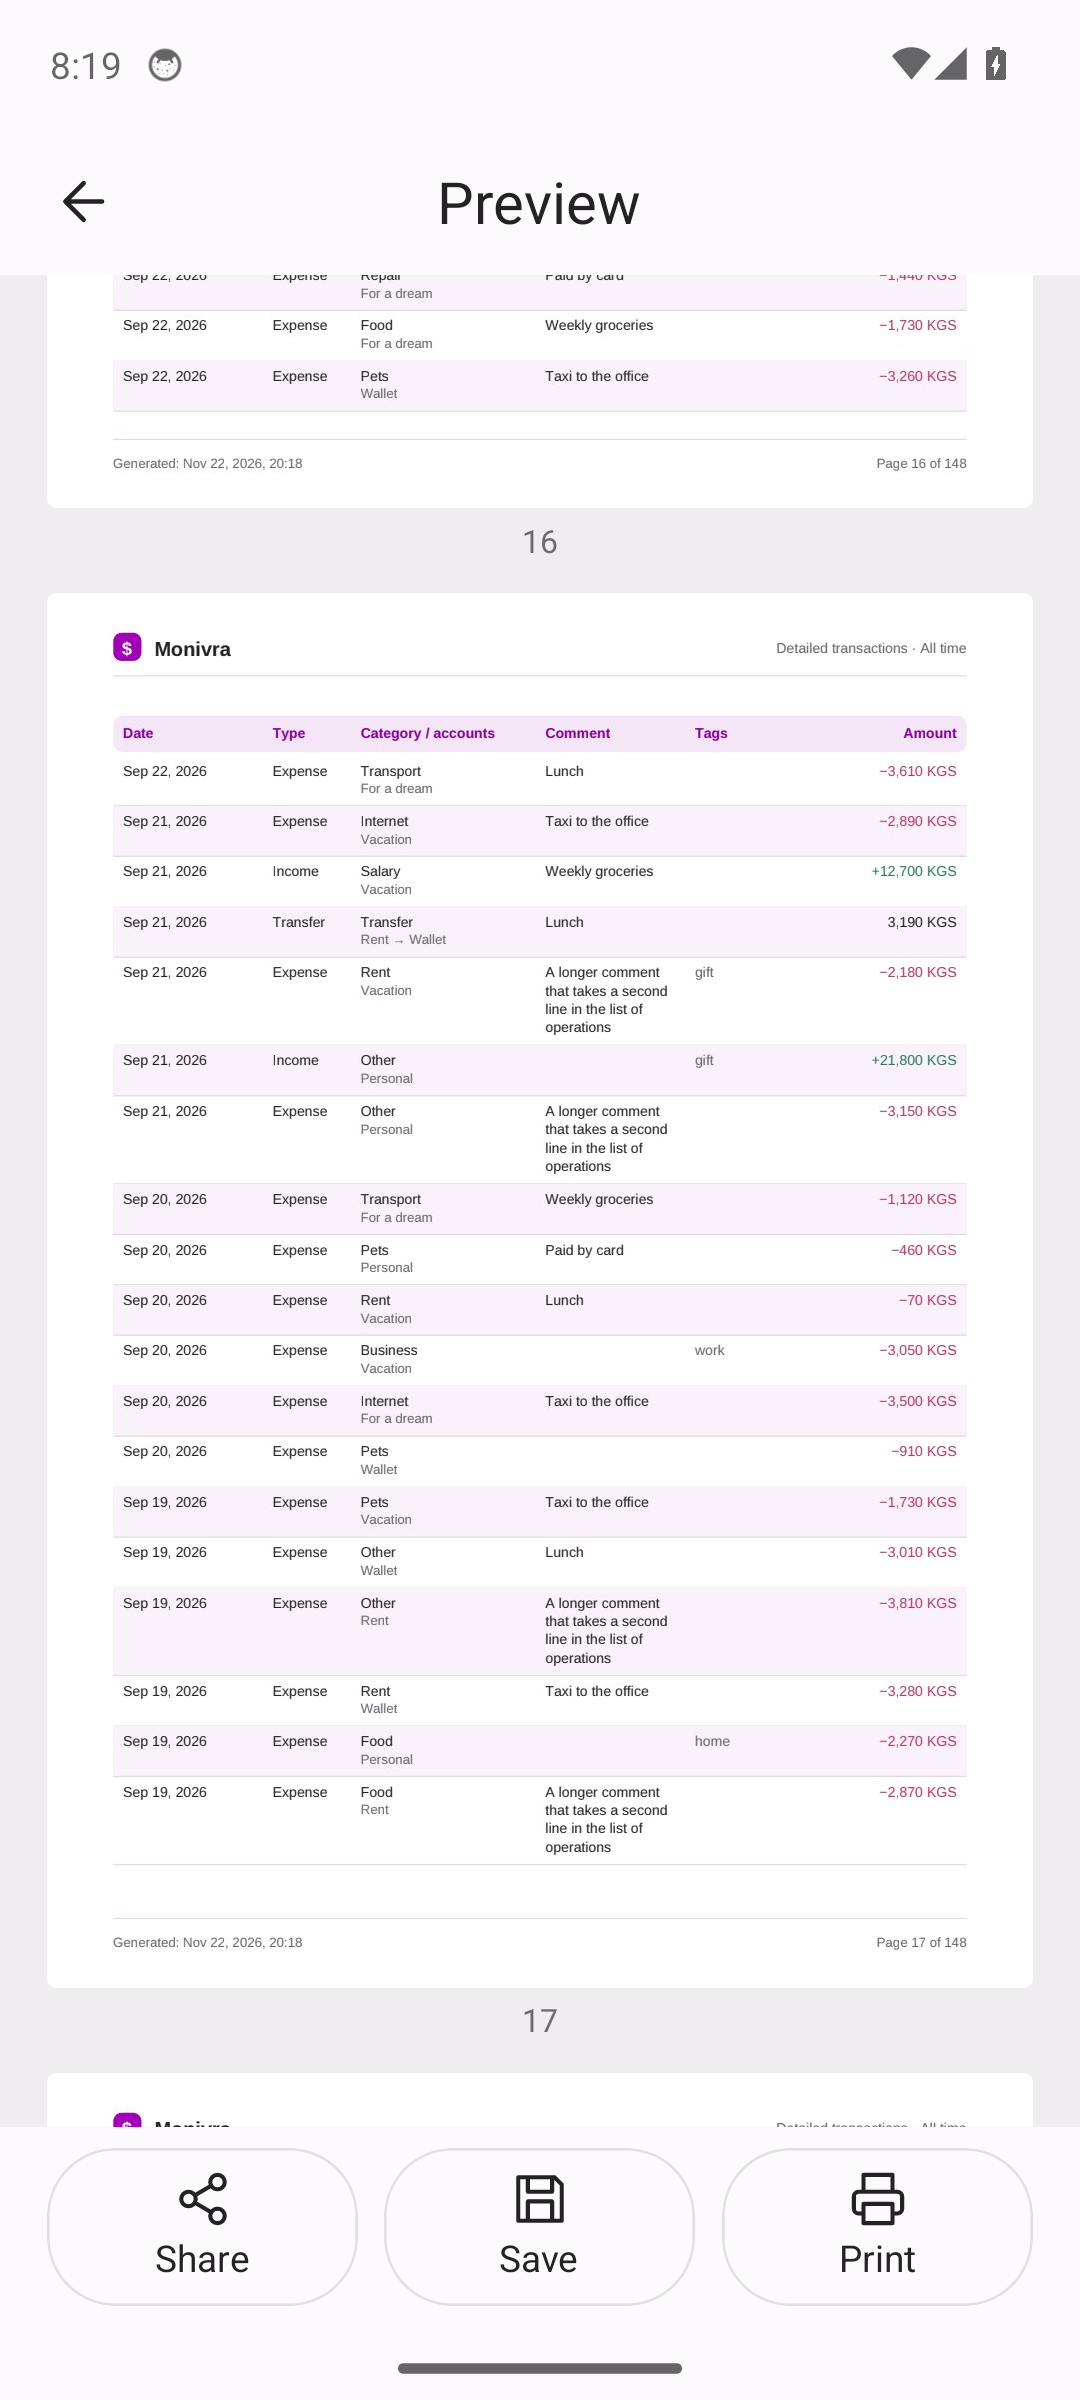 8:19
Preview
Sep 22, 2026 Expense Repair Paid by card −1,440 KGS
For a dream
Sep 22, 2026 Expense Food Weekly groceries −1,730 KGS
For a dream
Sep 22, 2026 Expense Pets Taxi to the office −3,260 KGS
Wallet
Generated: Nov 22, 2026, 20:18 Page 16 of 148
16
$ Monivra Detailed transactions · All time
Date Type Category / accounts Comment Tags Amount
Sep 22, 2026 Expense Transport Lunch −3,610 KGS
For a dream
Sep 21, 2026 Expense Internet Taxi to the office −2,890 KGS
Vacation
Sep 21, 2026 Income Salary Weekly groceries +12,700 KGS
Vacation
Sep 21, 2026 Transfer Transfer Lunch 3,190 KGS
Rent → Wallet
Sep 21, 2026 Expense Rent A longer comment gift −2,180 KGS
Vacation that takes a second
line in the list of
operations
Sep 21, 2026 Income Other gift +21,800 KGS
Personal
Sep 21, 2026 Expense Other A longer comment −3,150 KGS
Personal that takes a second
line in the list of
operations
Sep 20, 2026 Expense Transport Weekly groceries −1,120 KGS
For a dream
Sep 20, 2026 Expense Pets Paid by card −460 KGS
Personal
Sep 20, 2026 Expense Rent Lunch −70 KGS
Vacation
Sep 20, 2026 Expense Business work −3,050 KGS
Vacation
Sep 20, 2026 Expense Internet Taxi to the office −3,500 KGS
For a dream
Sep 20, 2026 Expense Pets −910 KGS
Wallet
Sep 19, 2026 Expense Pets Taxi to the office −1,730 KGS
Vacation
Sep 19, 2026 Expense Other Lunch −3,010 KGS
Wallet
Sep 19, 2026 Expense Other A longer comment −3,810 KGS
Rent that takes a second
line in the list of
operations
Sep 19, 2026 Expense Rent Taxi to the office −3,280 KGS
Wallet
Sep 19, 2026 Expense Food home −2,270 KGS
Personal
Sep 19, 2026 Expense Food A longer comment −2,870 KGS
Rent that takes a second
line in the list of
operations
Generated: Nov 22, 2026, 20:18 Page 17 of 148
17
$ Monivra Detailed transactions · All time
Share Save Print